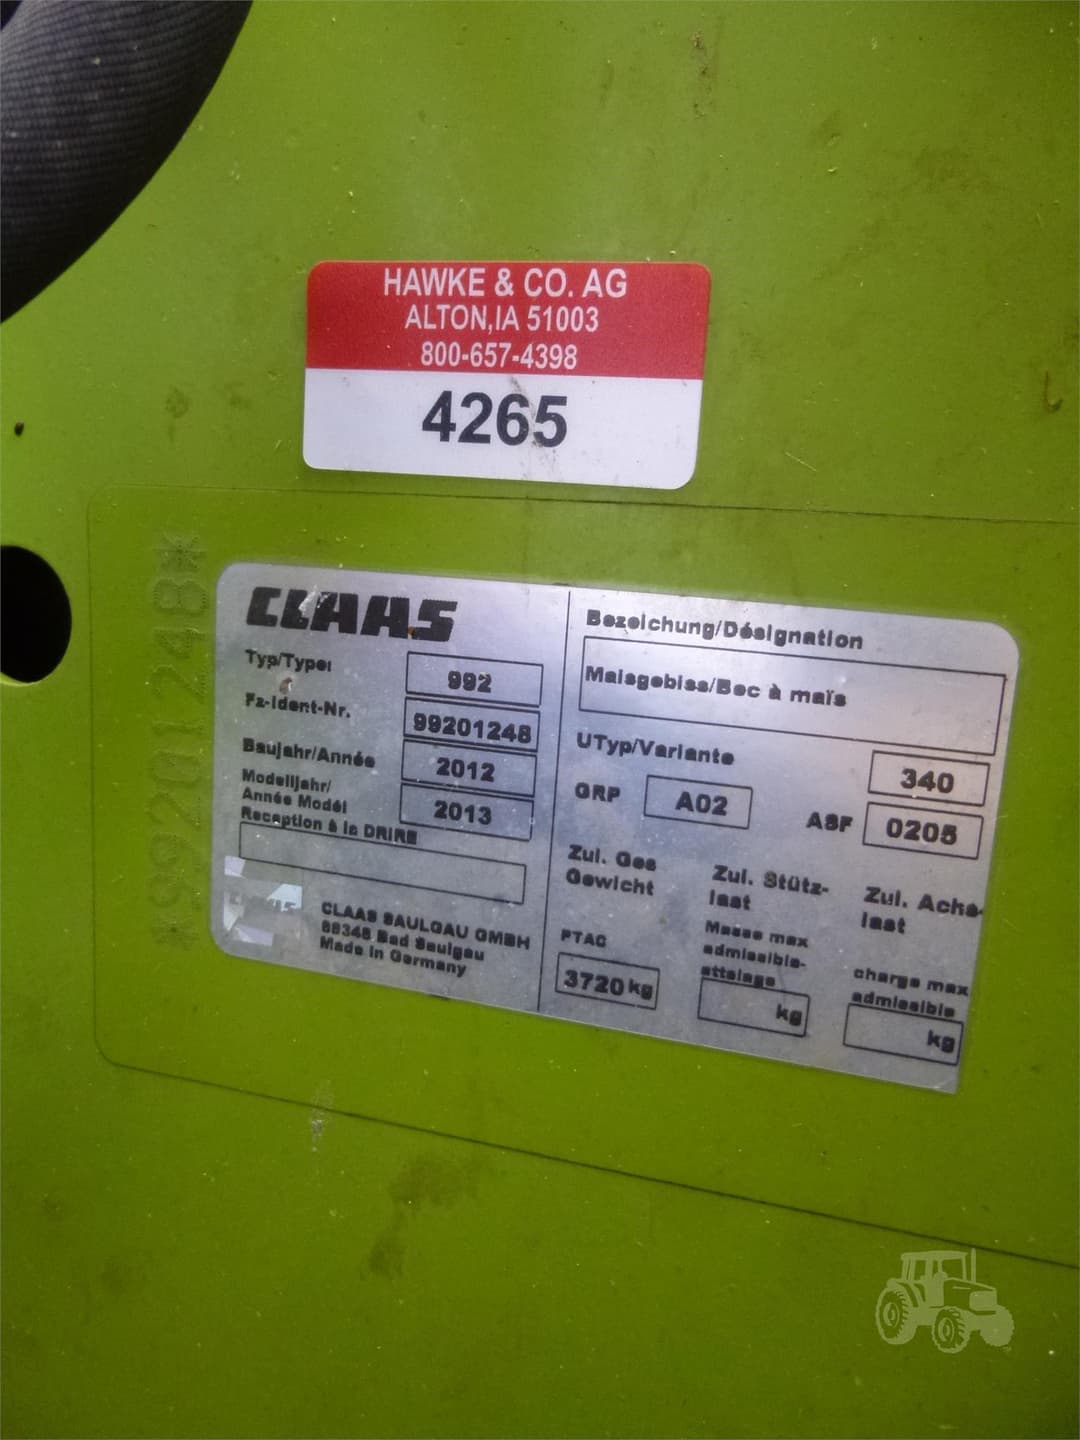 HAWKE & CO. AG
ALTON,IA 51003
800-657-4398
4265
*99201248*
CLAAS
Typ/Type: 992
Fz-Ident-Nr. 99201248
Baujahr/Année 2012
Modelljahr/
Année Modél 2013
Reception à la DRIRE
CLAAS SAULGAU GMBH
88348 Bad Saulgau
Made in Germany
Bezeichung/Désignation
Maisgebiss/Bec à maïs
UTyp/Variante 340
GRP A02 ASF 0205
Zul. Ges
Gewicht
PTAC
3720 kg
Zul. Stütz-
last
Masse max
admissible-
attelage
kg
Zul. Achs-
last
charge max
admissible
kg